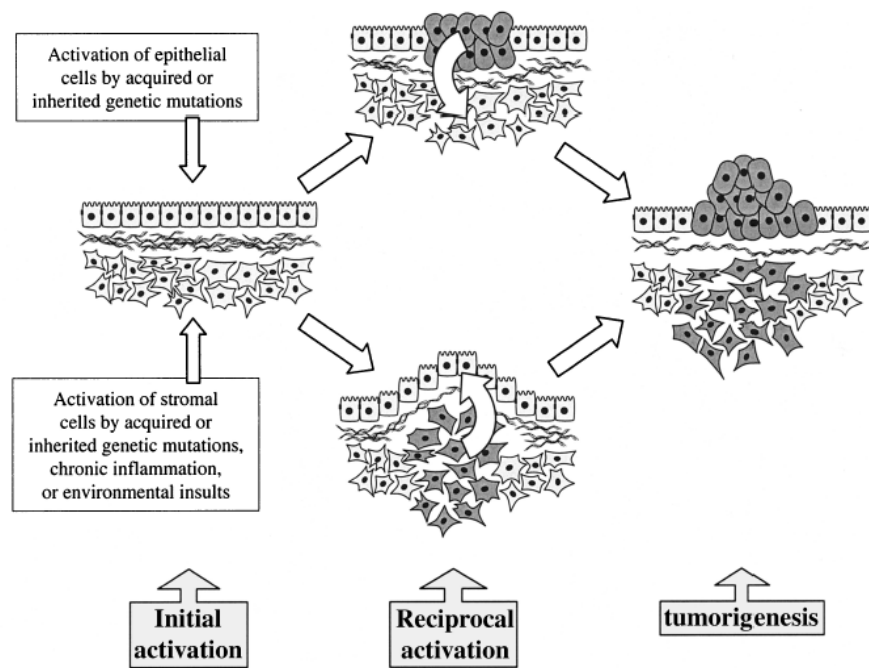 Activation of epithelial
cells by acquired or
inherited genetic mutations
Activation of stromal
cells by acquired or
inherited genetic mutations,
chronic inflammation,
or environmental insults
Initial
activation
Reciprocal
activation
tumorigenesis